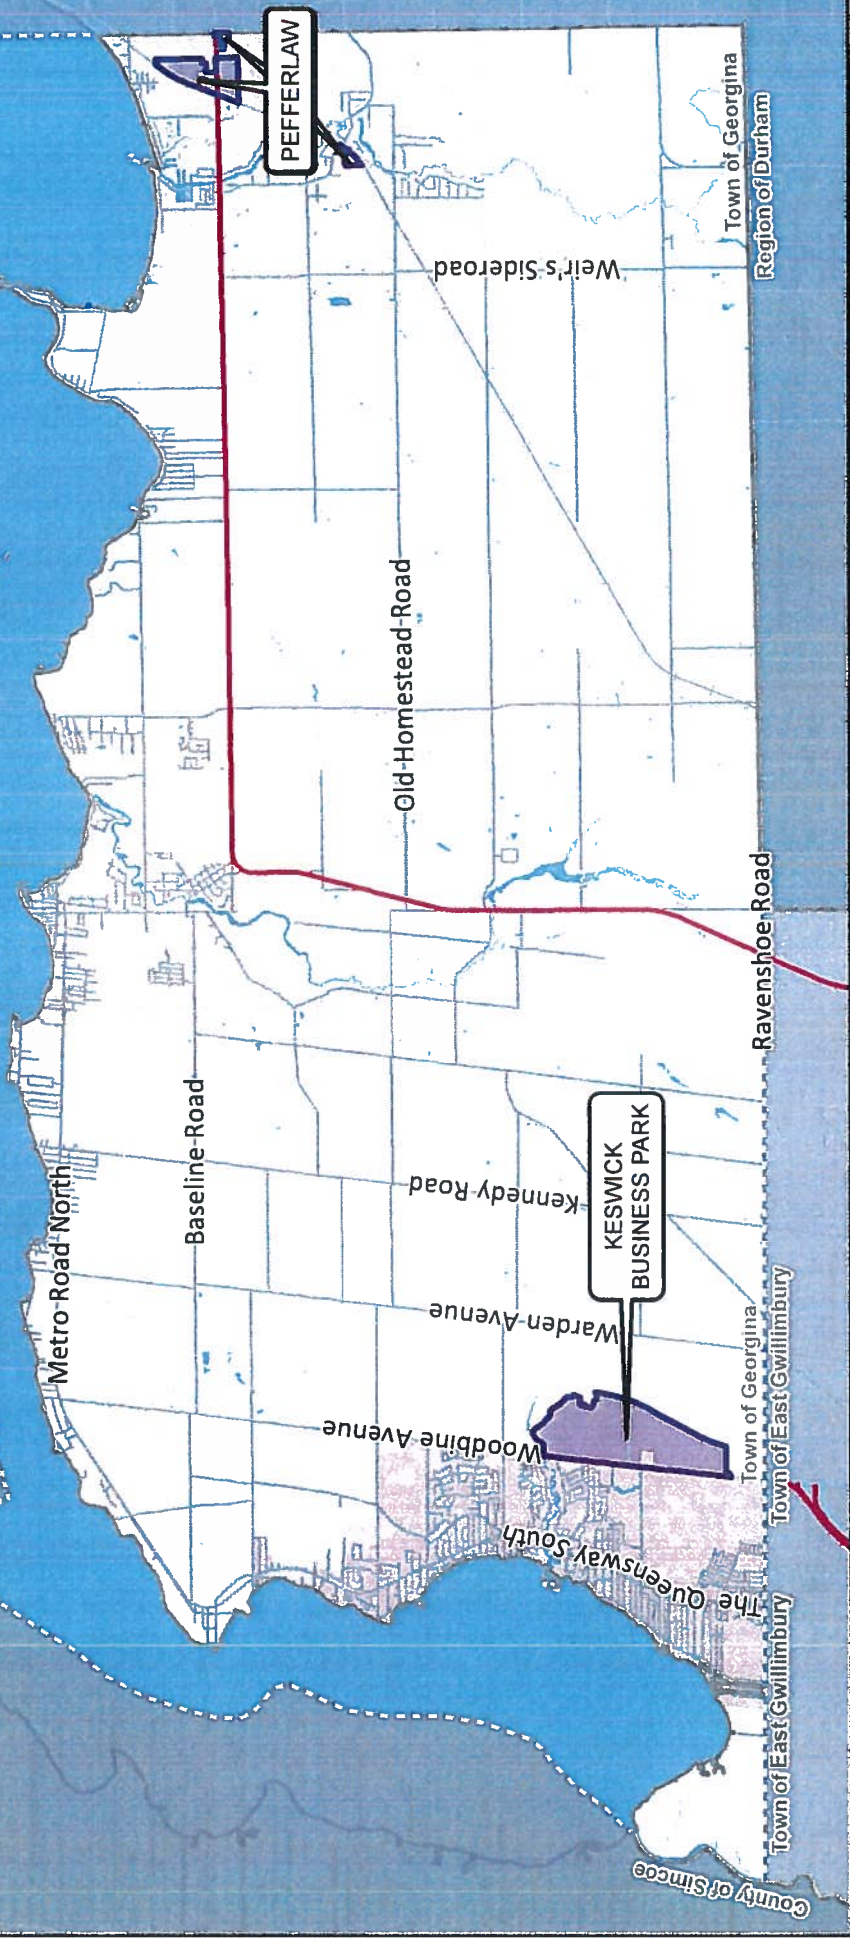 PEFFERLAW
Town of Georgina
Region of Durham
Weir's Sideroad
Old Homestead Road
Ravenshoe Road
Metro Road North
Baseline Road
Kennedy Road
KESWICK
BUSINESS PARK
Warden Avenue
Woodbine Avenue
The Queensway South
Town of Georgina
Town of East Gwillimbury
Town of East Gwillimbury
County of Simcoe